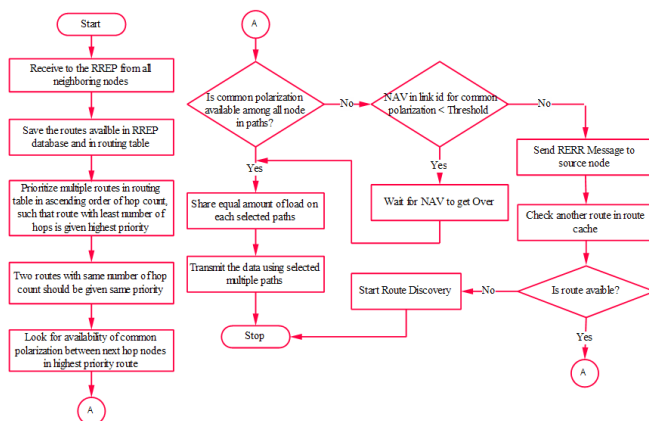 Start
Receive to the RREP from all
neighboring nodes
Save the routes availble in RREP
database and in routing table
Prioritize multiple routes in routing
table in ascending order of hop count,
such that route with least number of
hops is given highest priority
Two routes with same number of hop
count should be given same priority
Look for availability of common
polarization between next hop nodes
in highest priority route
A
A
Is common polarization
available among all node
in paths?
No
Yes
Share equal amount of load on
each selected paths
Transmit the data using selected
multiple paths
Stop
NAV in link id for common
polarization < Threshold
No
Yes
Wait for NAV to get Over
Send RERR Message to
source node
Check another route in route
cache
Is route avaible?
No
Start Route Discovery
Yes
A